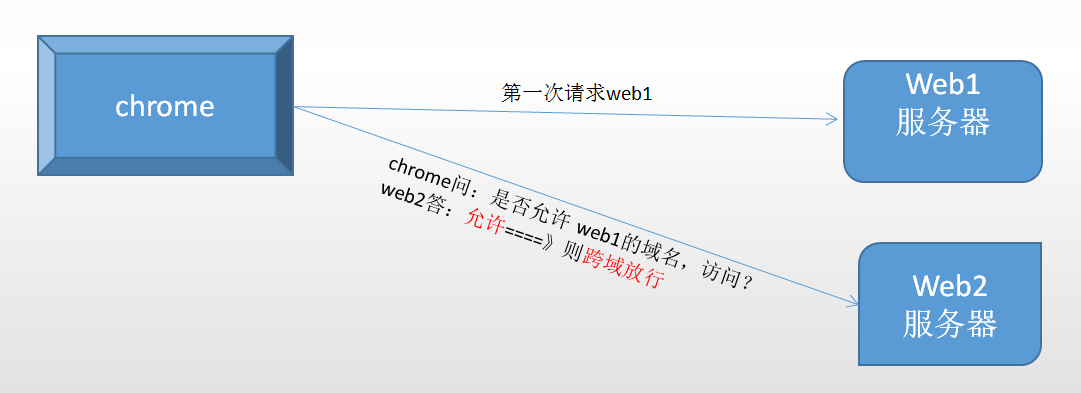 chrome
第一次请求web1
Web1
服务器
chrome问：是否允许 web1的域名，访问？
web2答：允许====》则跨域放行
Web2
服务器